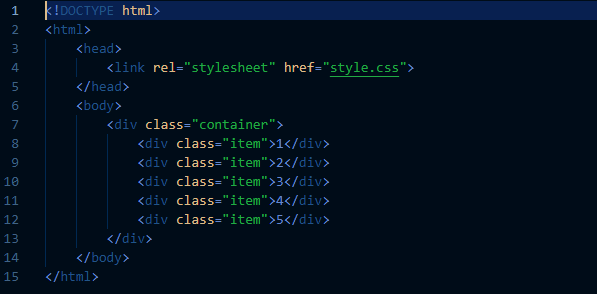 1 <!DOCTYPE html>
2 <html>
3     <head>
4         <link rel="stylesheet" href="style.css">
5     </head>
6     <body>
7         <div class="container">
8             <div class="item">1</div>
9             <div class="item">2</div>
10             <div class="item">3</div>
11             <div class="item">4</div>
12             <div class="item">5</div>
13         </div>
14     </body>
15 </html>